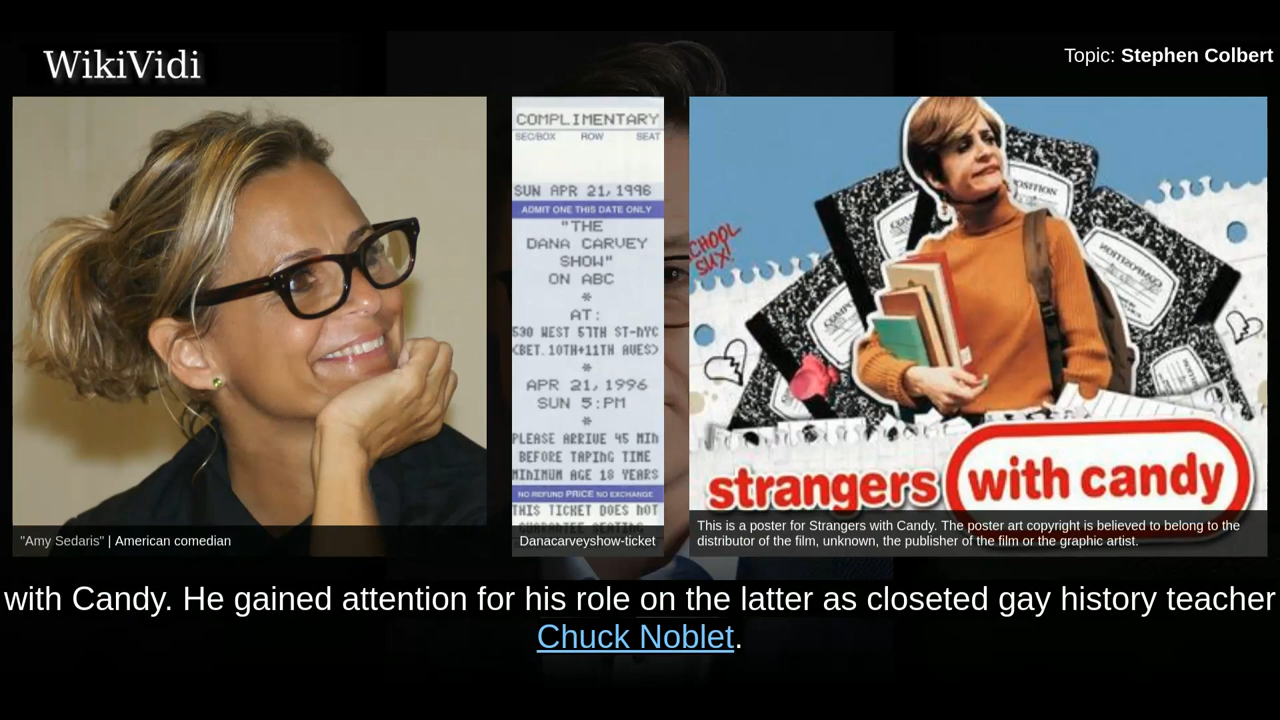 WikiVidi
Topic: Stephen Colbert
COMPLIMENTARY
SEC/BOX ROW SEAT
SUN APR 21,1996
ADMIT ONE THIS DATE ONLY
"THE
DANA CARVEY
SHOW"
ON ABC
*
AT:
530 WEST 57TH ST-NYC
<BET.10TH+11TH AVES>
*
APR 21,1996
SUN 5:PM
*
PLEASE ARRIVE 45 MIN
BEFORE TAPING TIME
MINIMUM AGE 18 YEARS
NO REFUND PRICE NO EXCHANGE
THIS TICKET DOES NOT
GUARANTEE SEATING
SCHOOL
SUX!
strangers with candy
"Amy Sedaris" | American comedian
Danacarveyshow-ticket
This is a poster for Strangers with Candy. The poster art copyright is believed to belong to the
distributor of the film, unknown, the publisher of the film or the graphic artist.
with Candy. He gained attention for his role on the latter as closeted gay history teacher
Chuck Noblet.